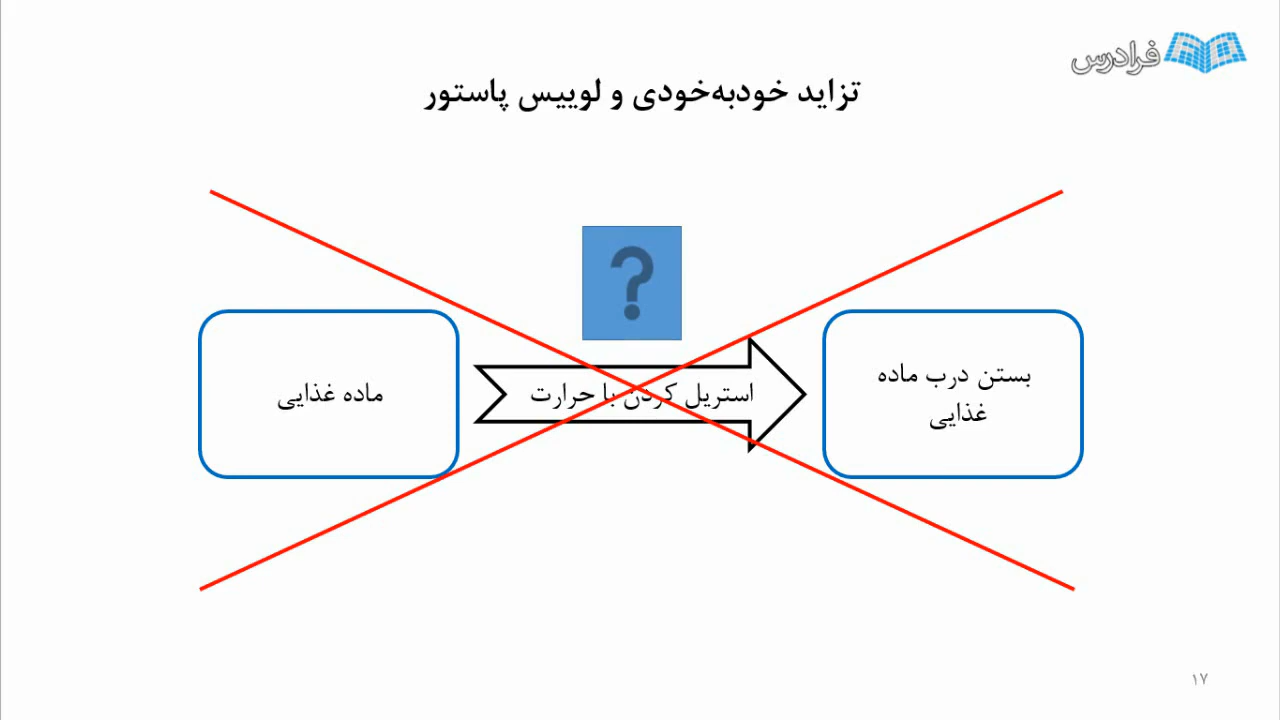 فرادرس
تزاید خودبه‌خودی و لوییس پاستور
?
ماده غذایی
استریل کردن با حرارت
بستن درب ماده
غذایی
۱۷